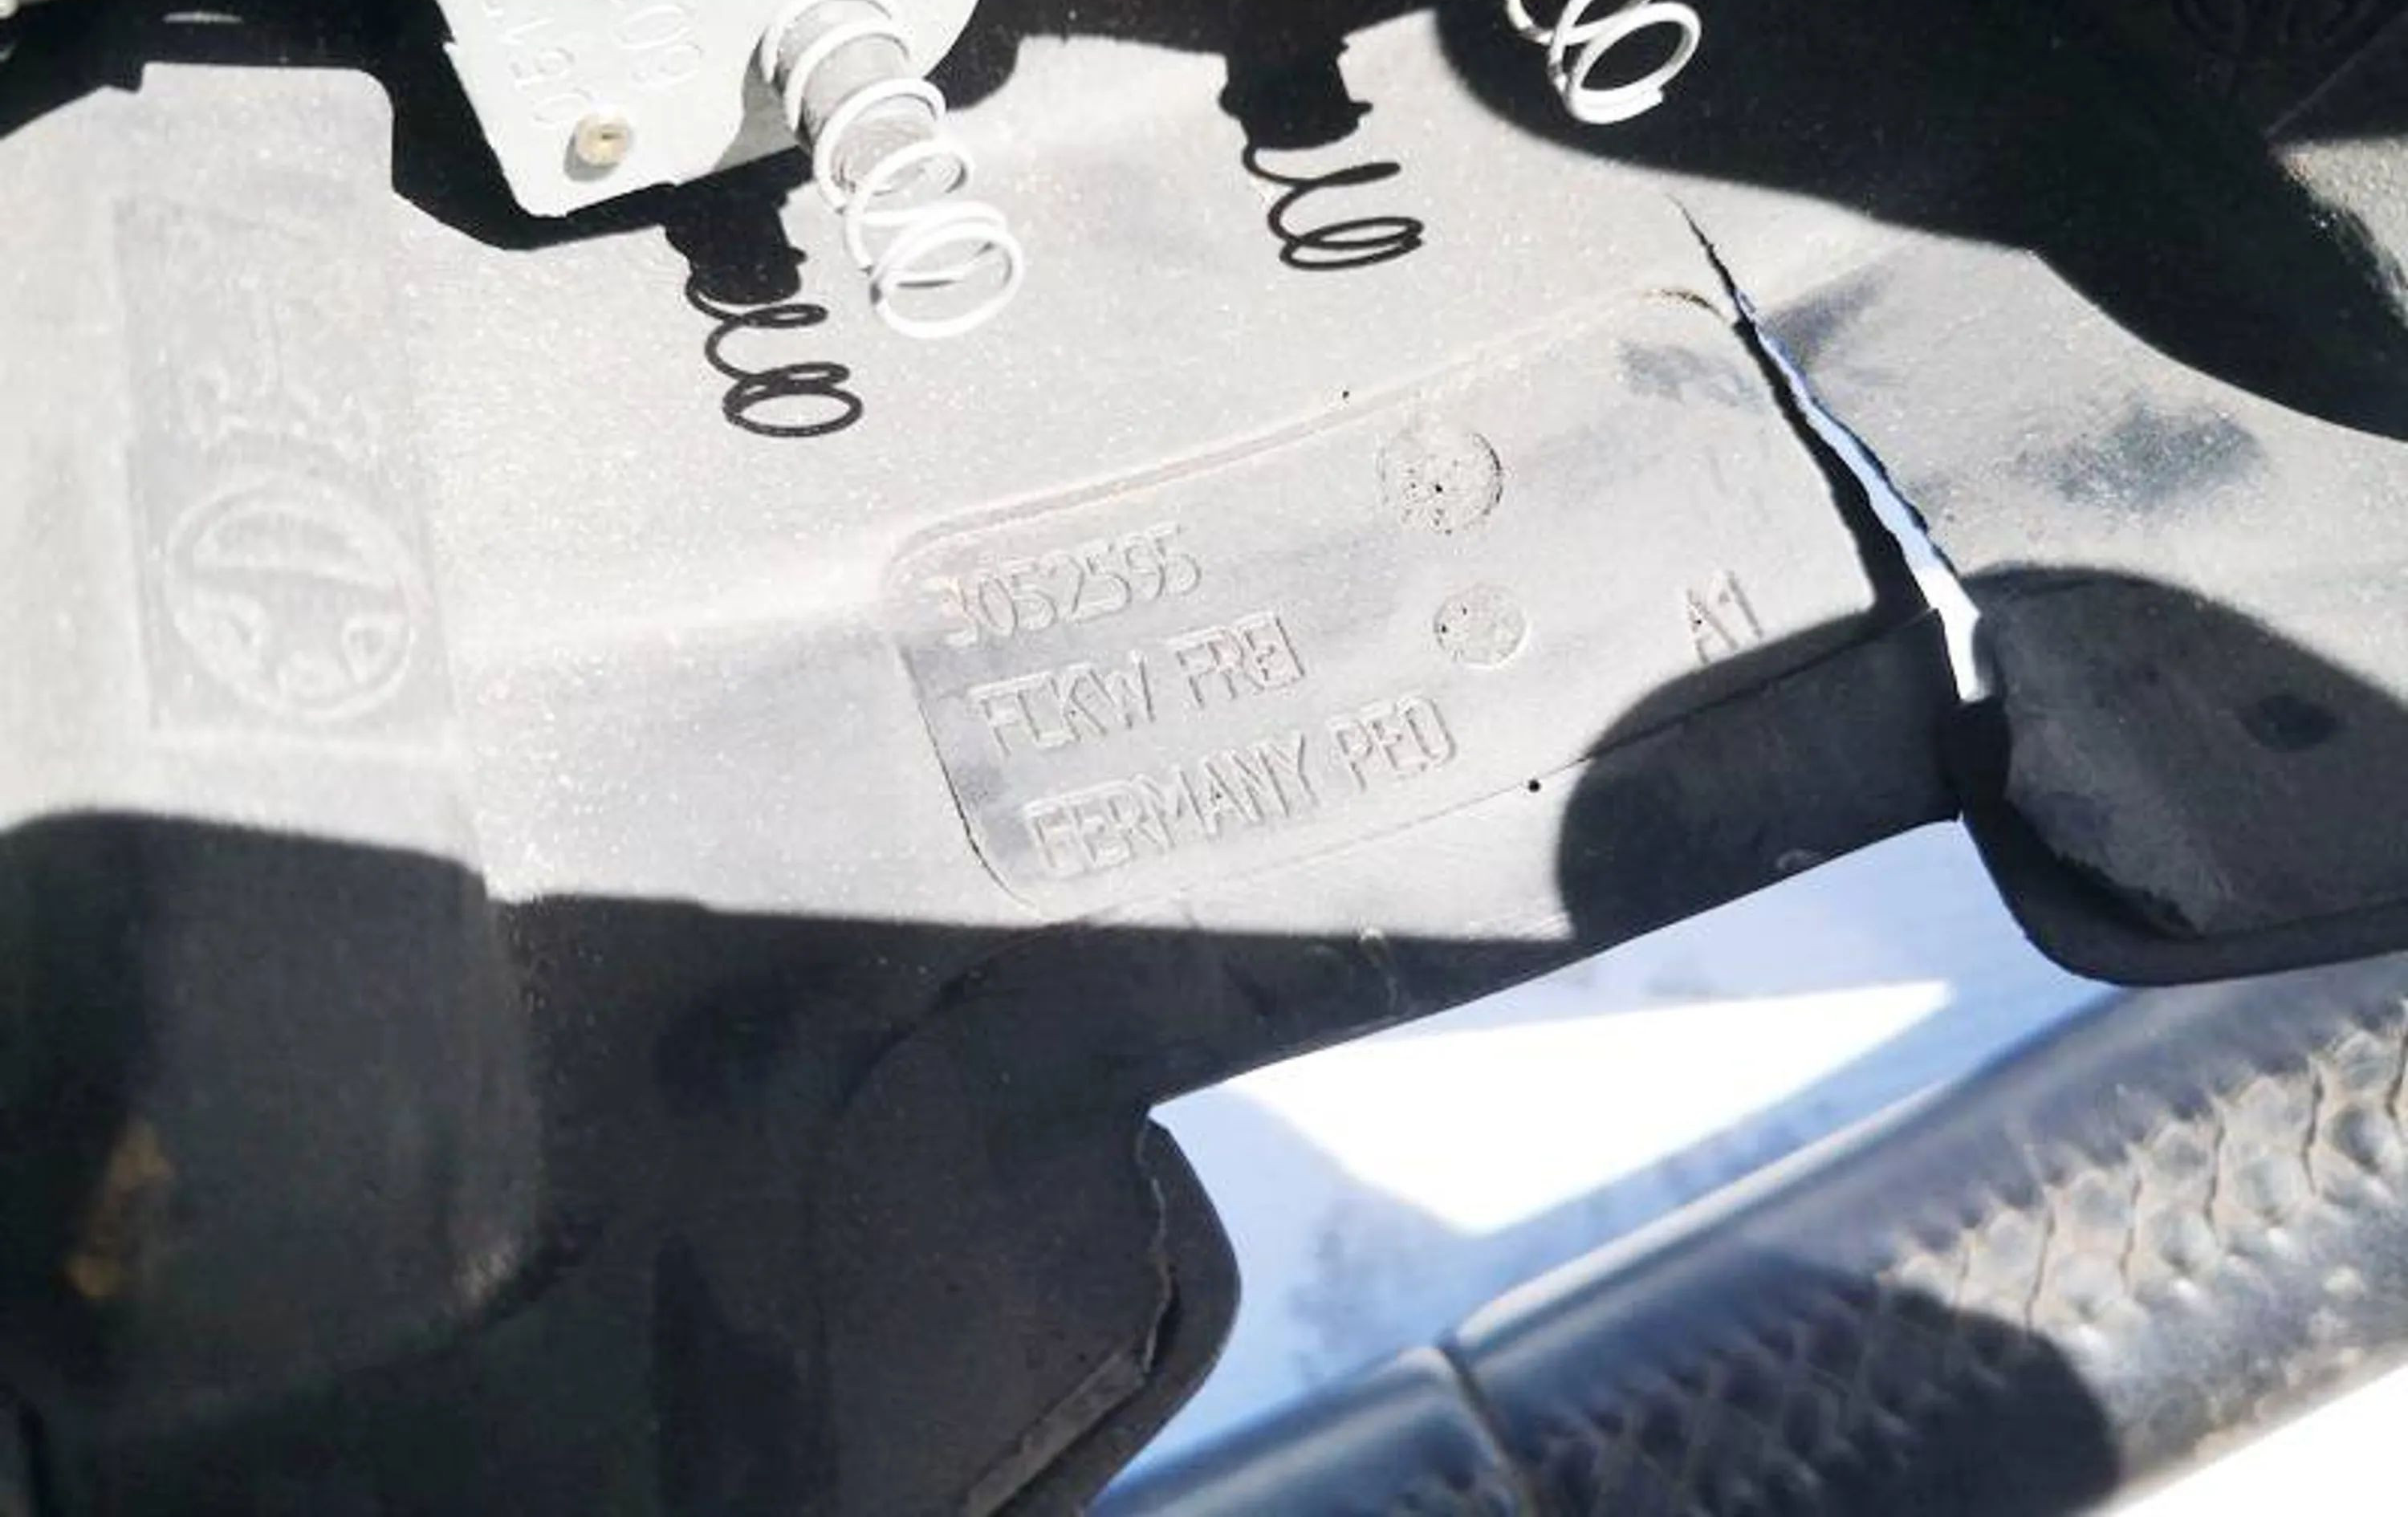 3052595
FCKW FREI
GERMANY PEO
A1